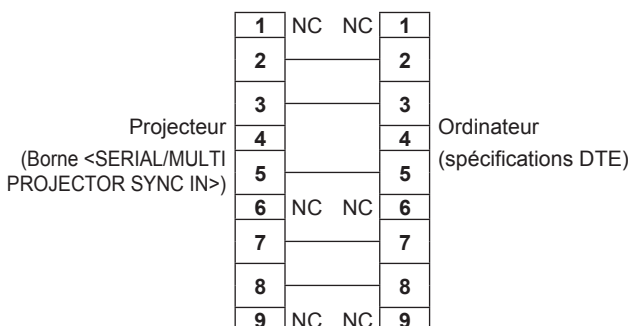 1 NC NC 1
2 2
3 3
Projecteur
(Borne <SERIAL/MULTI
PROJECTOR SYNC IN>)
4 4
Ordinateur
(spécifications DTE)
5 5
6 NC NC 6
7 7
8 8
9 NC NC 9